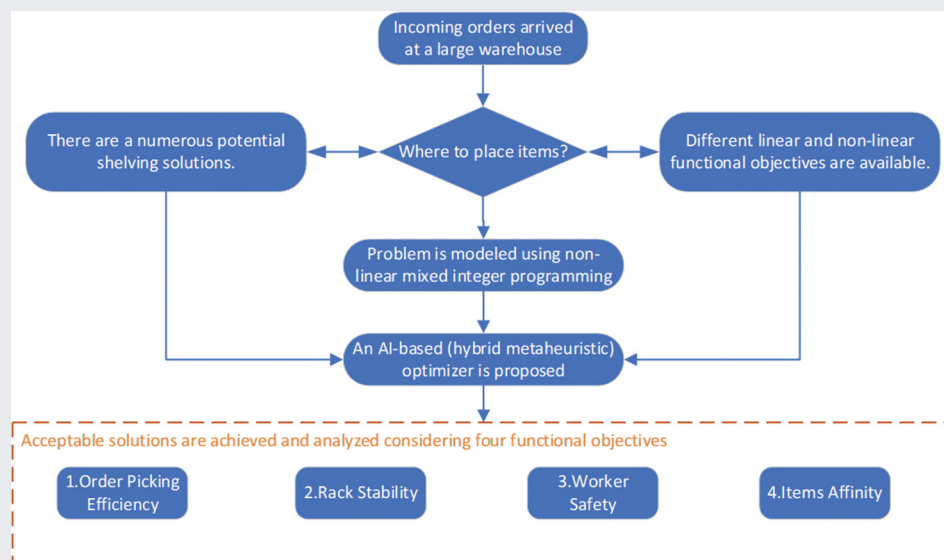 Incoming orders arrived
at a large warehouse
There are a numerous potential
shelving solutions.
Where to place items?
Different linear and non-linear
functional objectives are available.
Problem is modeled using non-
linear mixed integer programming
An AI-based (hybrid metaheuristic)
optimizer is proposed
Acceptable solutions are achieved and analyzed considering four functional objectives
1.Order Picking
Efficiency
2.Rack Stability
3.Worker
Safety
4.Items Affinity